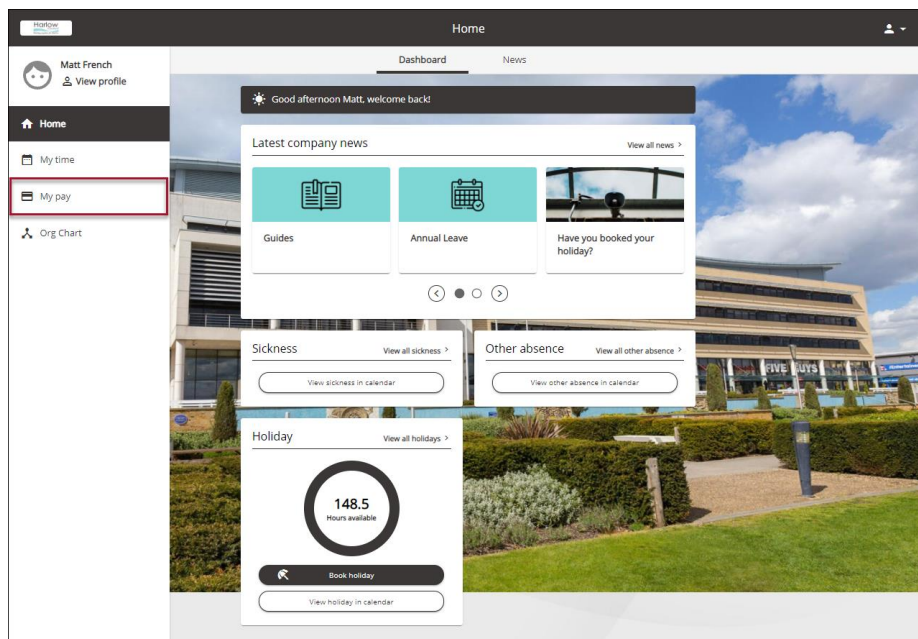 Harlow
Home
Matt French
View profile
Dashboard
News
Home
My time
My pay
Org Chart
Good afternoon Matt, welcome back!
Latest company news
View all news >
Guides
Annual Leave
Have you booked your
holiday?
Sickness
View all sickness >
View sickness in calendar
Other absence
View all other absence >
View other absence in calendar
Holiday
View all holidays >
148.5
Hours available
Book holiday
View holiday in calendar
FIVE GUYS